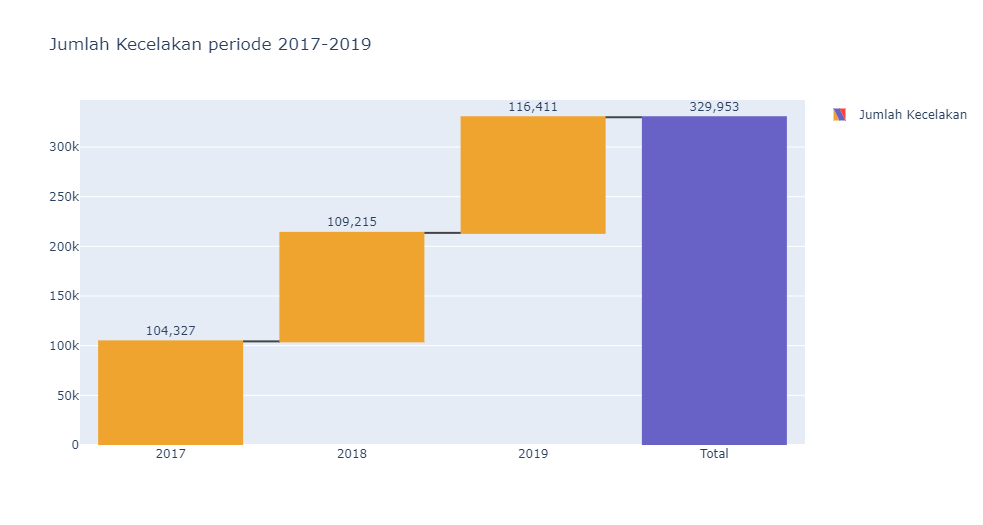 Jumlah Kecelakan periode 2017-2019
116,411
329,953
Jumlah Kecelakan
300k
250k
109,215
200k
150k
104,327
100k
50k
0
2017
2018
2019
Total